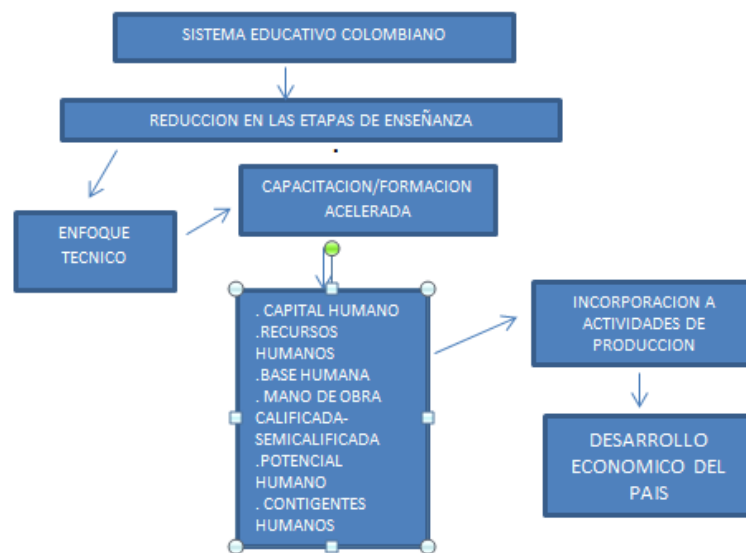 SISTEMA EDUCATIVO COLOMBIANO
REDUCCION EN LAS ETAPAS DE ENSEÑANZA
.
CAPACITACION/FORMACION
ACELERADA
ENFOQUE
TECNICO
. CAPITAL HUMANO
.RECURSOS
HUMANOS
.BASE HUMANA
. MANO DE OBRA
CALIFICADA-
SEMICALIFICADA
.POTENCIAL
HUMANO
. CONTIGENTES
HUMANOS
INCORPORACION A
ACTIVIDADES DE
PRODUCCION
DESARROLLO
ECONOMICO DEL
PAIS